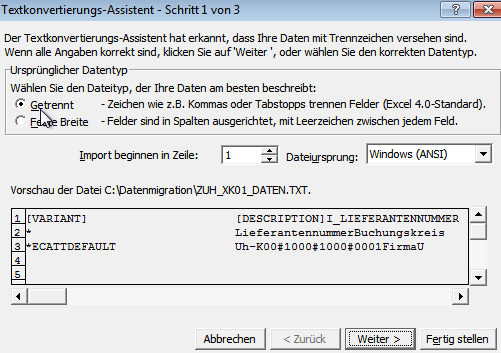 Textkonvertierungs-Assistent - Schritt 1 von 3
Der Textkonvertierungs-Assistent hat erkannt, dass Ihre Daten mit Trennzeichen versehen sind.
Wenn alle Angaben korrekt sind, klicken Sie auf 'Weiter ', oder wählen Sie den korrekten Datentyp.
Ursprünglicher Datentyp
Wählen Sie den Dateityp, der Ihre Daten am besten beschreibt:
Getrennt - Zeichen wie z.B. Kommas oder Tabstopps trennen Felder (Excel 4.0-Standard).
Feste Breite - Felder sind in Spalten ausgerichtet, mit Leerzeichen zwischen jedem Feld.
Import beginnen in Zeile: 1 Dateiursprung: Windows (ANSI)
Vorschau der Datei C:\Datenmigration\ZUH_XK01_DATEN.TXT.
1 [VARIANT] [DESCRIPTION]I_LIEFERANTENNUMMER
2 * LieferantennummerBuchungskreis
3 *ECATTDEFAULT Uh-K00#1000#1000#0001FirmaU
4
5
Abbrechen < Zurück Weiter > Fertig stellen